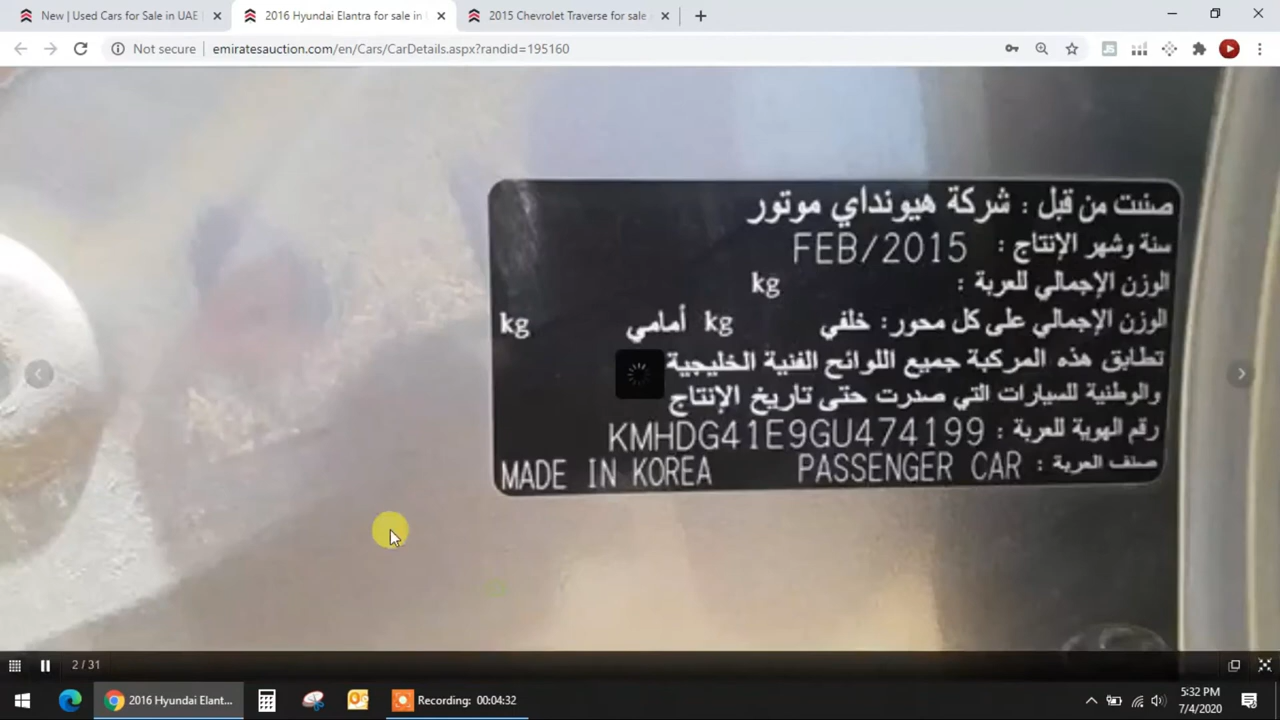 New | Used Cars for Sale in UAE
2016 Hyundai Elantra for sale in
2015 Chevrolet Traverse for sale
Not secure
emiratesauction.com/en/Cars/CarDetails.aspx?randid=195160
JS
صنعت من قبل : شركة هيونداي موتور
سنة وشهر الإنتاج : FEB/2015
الوزن الإجمالي للعربة : kg
الوزن الإجمالي على كل محور: خلفي kg أمامي kg
تطابق هذه المركبة جميع اللوائح الفنية الخليجية
والوطنية للسيارات التي صدرت حتى تاريخ الإنتاج
رقم الهوية للعربة : KMHDG41E9GU474199
صنف العربة : PASSENGER CAR MADE IN KOREA
2 / 31
2016 Hyundai Elant...
Recording: 00:04:32
5:32 PM
7/4/2020